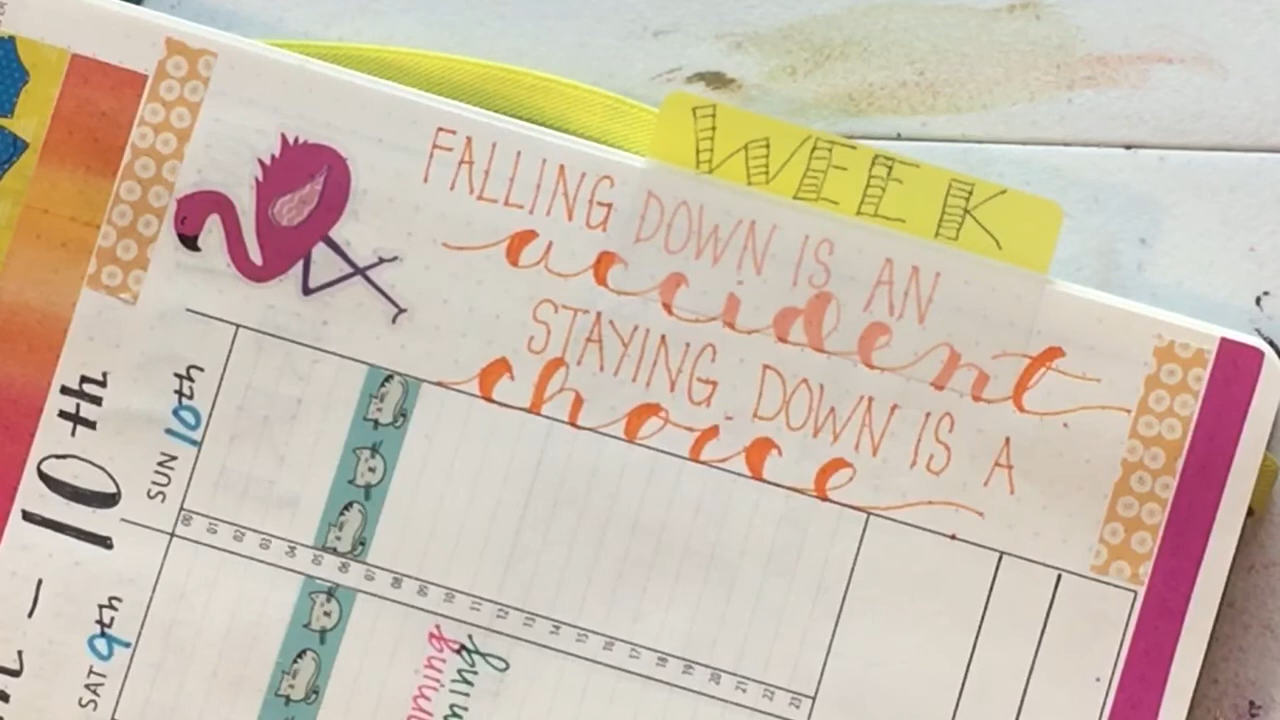 WEEK
FALLING DOWN IS AN
accident
STAYING DOWN IS A
choice
10th
SUN 10th
00 01 02 03 04 05 06 07 08 09 10 11 12 13 14 15 16 17 18 19 20 21 22 23
SAT 9th